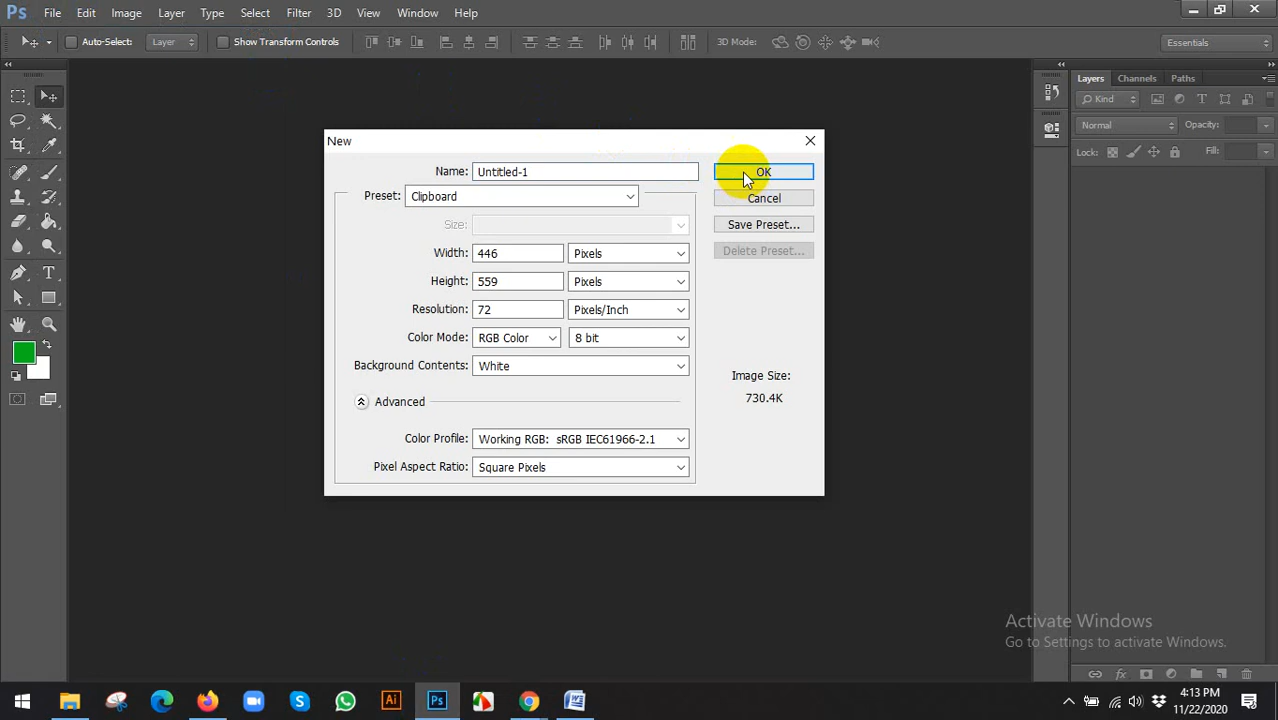 Ps File Edit Image Layer Type Select Filter 3D View Window Help
Auto-Select: Layer Show Transform Controls 3D Mode: Essentials
Layers Channels Paths
Kind
Normal Opacity:
Lock: Fill:
New
Name: Untitled-1 OK
Preset: Clipboard Cancel
Size: Save Preset...
Width: 446 Pixels Delete Preset...
Height: 559 Pixels
Resolution: 72 Pixels/Inch
Color Mode: RGB Color 8 bit
Background Contents: White
Image Size:
730.4K
Advanced
Color Profile: Working RGB: sRGB IEC61966-2.1
Pixel Aspect Ratio: Square Pixels
Activate Windows
Go to Settings to activate Windows.
Ai Ps 4:13 PM
11/22/2020